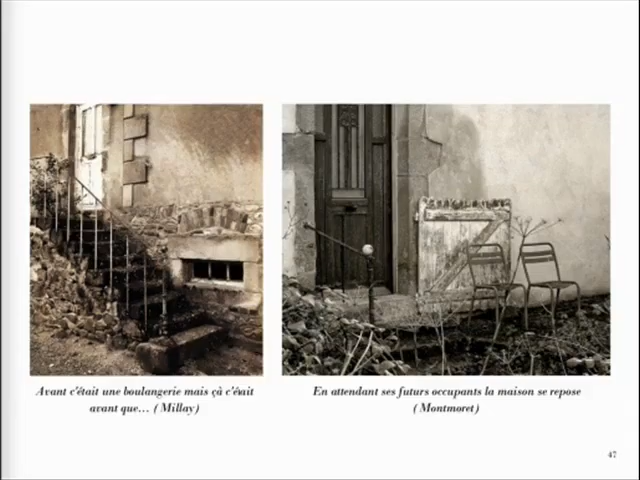 Avant c'était une boulangerie mais çà c'était
avant que... ( Millay)
En attendant ses futurs occupants la maison se repose
( Montmoret)
47